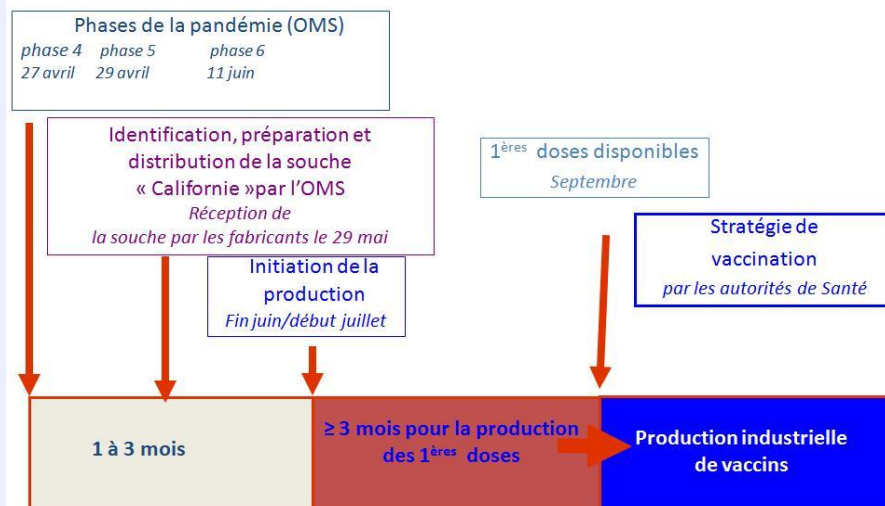 Phases de la pandémie (OMS)
phase 4 phase 5 phase 6
27 avril 29 avril 11 juin
Identification, préparation et
distribution de la souche
« Californie »par l’OMS
Réception de
la souche par les fabricants le 29 mai
Initiation de la
production
Fin juin/début juillet
1ères doses disponibles
Septembre
Stratégie de
vaccination
par les autorités de Santé
1 à 3 mois
≥ 3 mois pour la production
des 1ères doses
Production industrielle
de vaccins